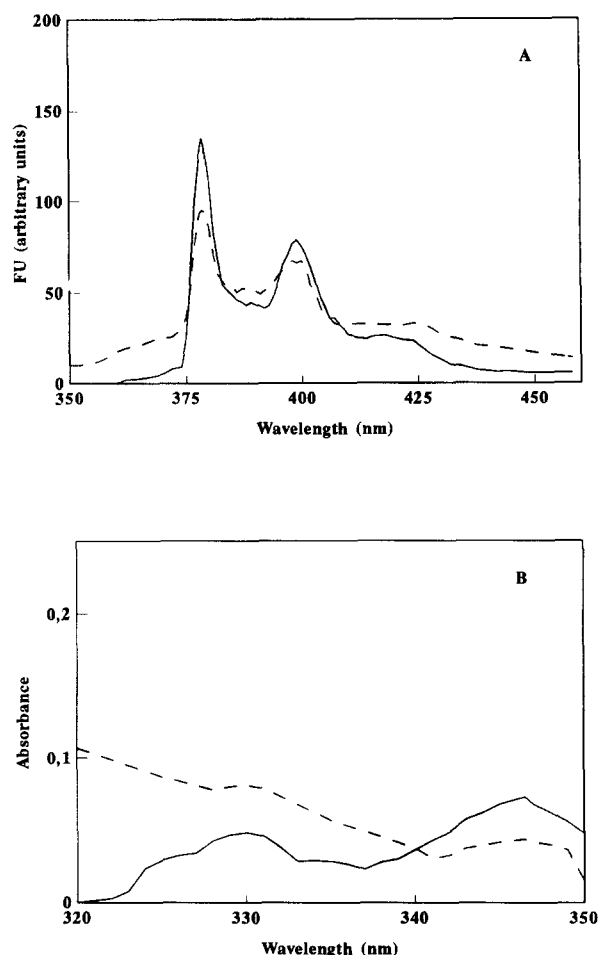 200
A
150
FU (arbitrary units)
100
50
0
350 375 400 425 450
Wavelength (nm)
B
0,2
Absorbance
0,1
0
320 330 340 350
Wavelength (nm)